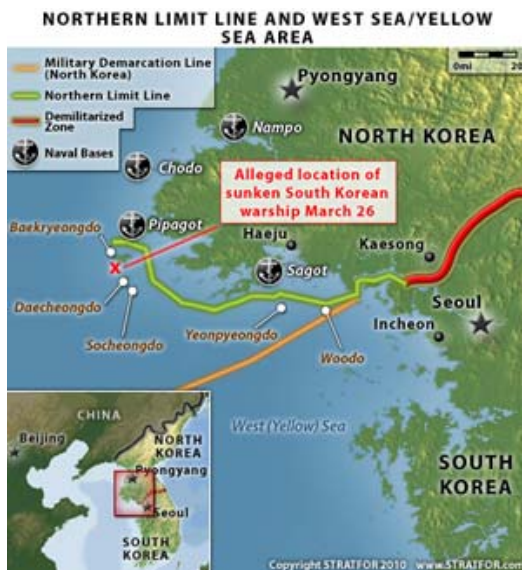 NORTHERN LIMIT LINE AND WEST SEA/YELLOW
SEA AREA
Military Demarcation Line
(North Korea)
Northern Limit Line
Demilitarized
Zone
Naval Bases
0mi
20
Pyongyang
Nampo
NORTH KOREA
Chodo
Alleged location of
sunken South Korean
warship March 26
Baekryeongdo
Pipagot
Haeju
Kaesong
X
Sagot
Daecheongdo
Seoul
Socheongdo
Yeonpyeongdo
Woodo
Incheon
West (Yellow) Sea
SOUTH
KOREA
CHINA
Beijing
NORTH
KOREA
Pyongyang
Seoul
SOUTH
KOREA
Copyright STRATFOR 2010 www.STRATFOR.com